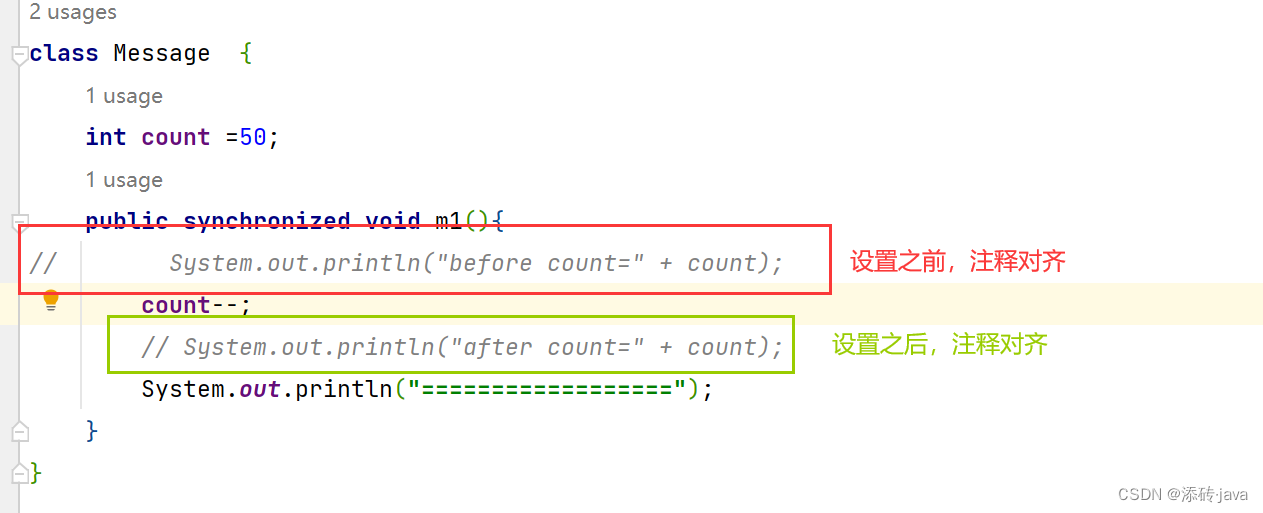 2 usages
class Message  {
1 usage
int count =50;
1 usage
public synchronized void m1(){
//        System.out.println("before count=" + count);
设置之前，注释对齐
count--;
// System.out.println("after count=" + count);
设置之后，注释对齐
System.out.println("==================");
}
}
CSDN @添砖·java